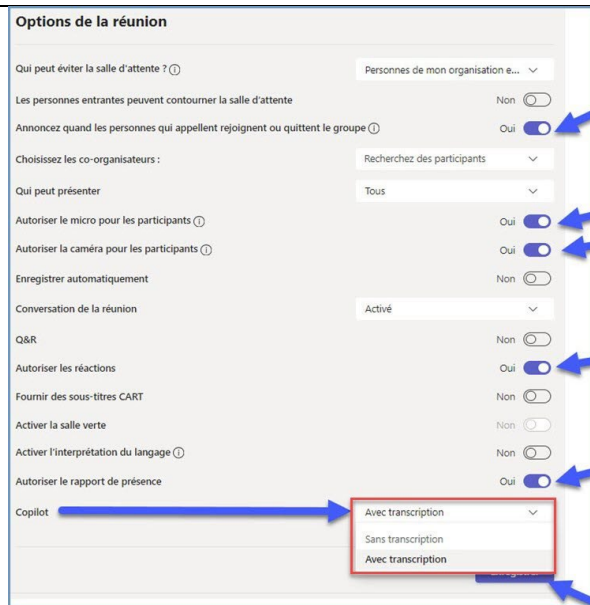 Options de la réunion
Qui peut éviter la salle d'attente ?
Personnes de mon organisation e...
Les personnes entrantes peuvent contourner la salle d'attente Non
Annoncez quand les personnes qui appellent rejoignent ou quittent le groupe Oui
Choisissez les co-organisateurs : Recherchez des participants
Qui peut présenter Tous
Autoriser le micro pour les participants Oui
Autoriser la caméra pour les participants Oui
Enregistrer automatiquement Non
Conversation de la réunion Activé
Q&R Non
Autoriser les réactions Oui
Fournir des sous-titres CART Non
Activer la salle verte Non
Activer l'interprétation du langage Non
Autoriser le rapport de présence Oui
Copilot Avec transcription
Sans transcription
Avec transcription